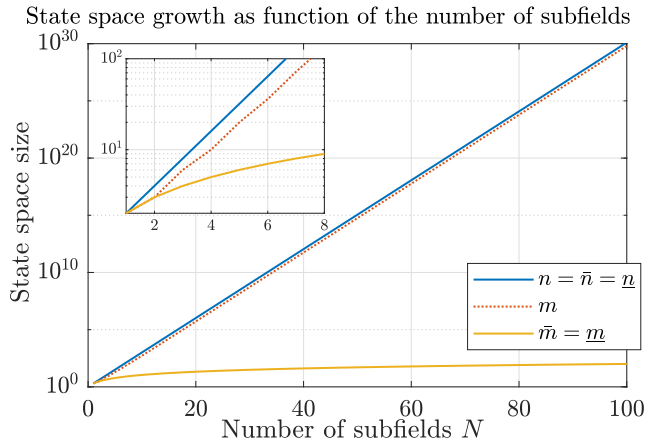 State space growth as function of the number of subfields
State space size
10^30
10^20
10^10
10^0
10^2
10^1
2 4 6 8
n = n̄ = n̲
m
m̄ = m̲
0 20 40 60 80 100
Number of subfields N